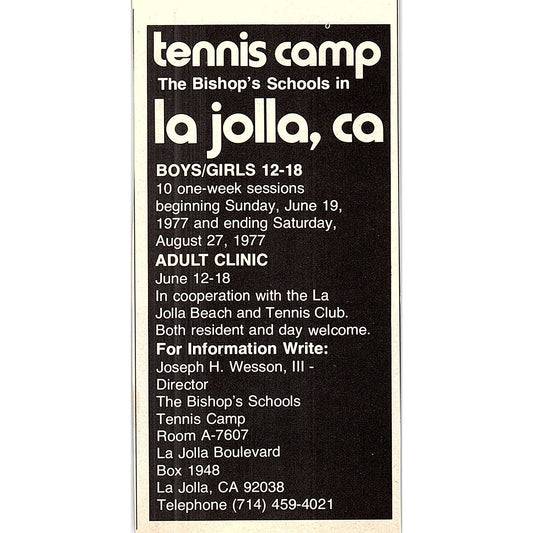 tennis camp
The Bishop's Schools in
la jolla, ca
BOYS/GIRLS 12-18
10 one-week sessions
beginning Sunday, June 19,
1977 and ending Saturday,
August 27, 1977
ADULT CLINIC
June 12-18
In cooperation with the La
Jolla Beach and Tennis Club.
Both resident and day welcome.
For Information Write:
Joseph H. Wesson, III -
Director
The Bishop's Schools
Tennis Camp
Room A-7607
La Jolla Boulevard
Box 1948
La Jolla, CA 92038
Telephone (714) 459-4021